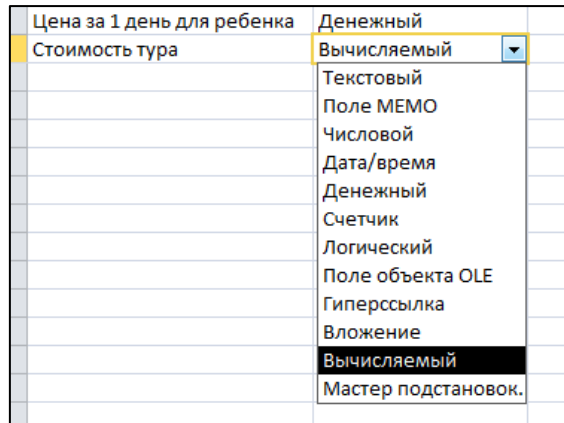 Цена за 1 день для ребенка Денежный
Стоимость тура Вычисляемый
Текстовый
Поле МЕМО
Числовой
Дата/время
Денежный
Счетчик
Логический
Поле объекта OLE
Гиперссылка
Вложение
Вычисляемый
Мастер подстановок.